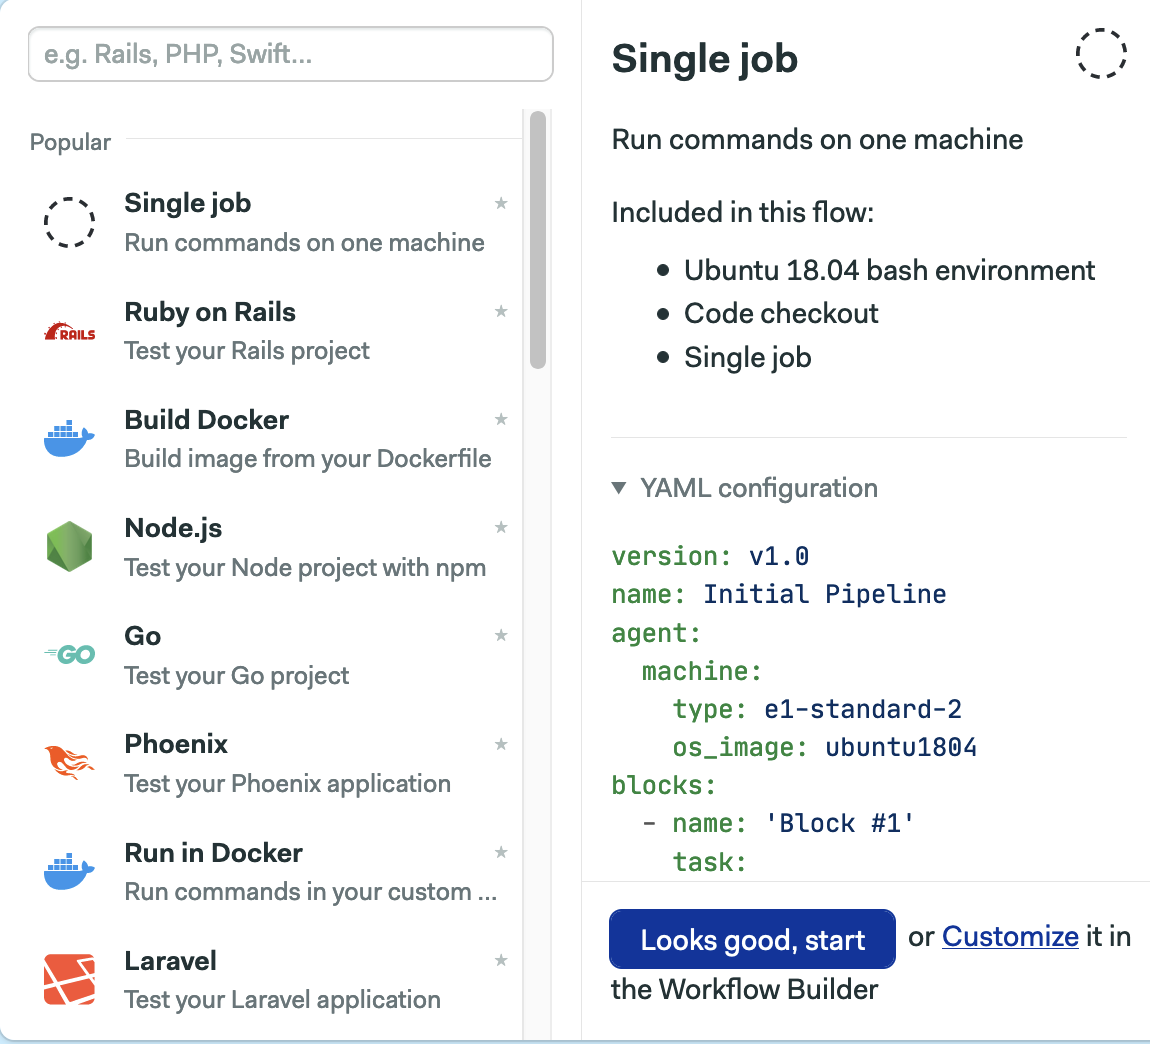 e.g. Rails, PHP, Swift...
Popular
Single job
Run commands on one machine
RAILS
Ruby on Rails
Test your Rails project
Build Docker
Build image from your Dockerfile
Node.js
Test your Node project with npm
GO
Go
Test your Go project
Phoenix
Test your Phoenix application
Run in Docker
Run commands in your custom ...
Laravel
Test your Laravel application
Single job
Run commands on one machine
Included in this flow:
Ubuntu 18.04 bash environment
Code checkout
Single job
YAML configuration
version: v1.0
name: Initial Pipeline
agent:
  machine:
    type: e1-standard-2
    os_image: ubuntu1804
blocks:
  - name: 'Block #1'
    task:
Looks good, start or Customize it in
the Workflow Builder